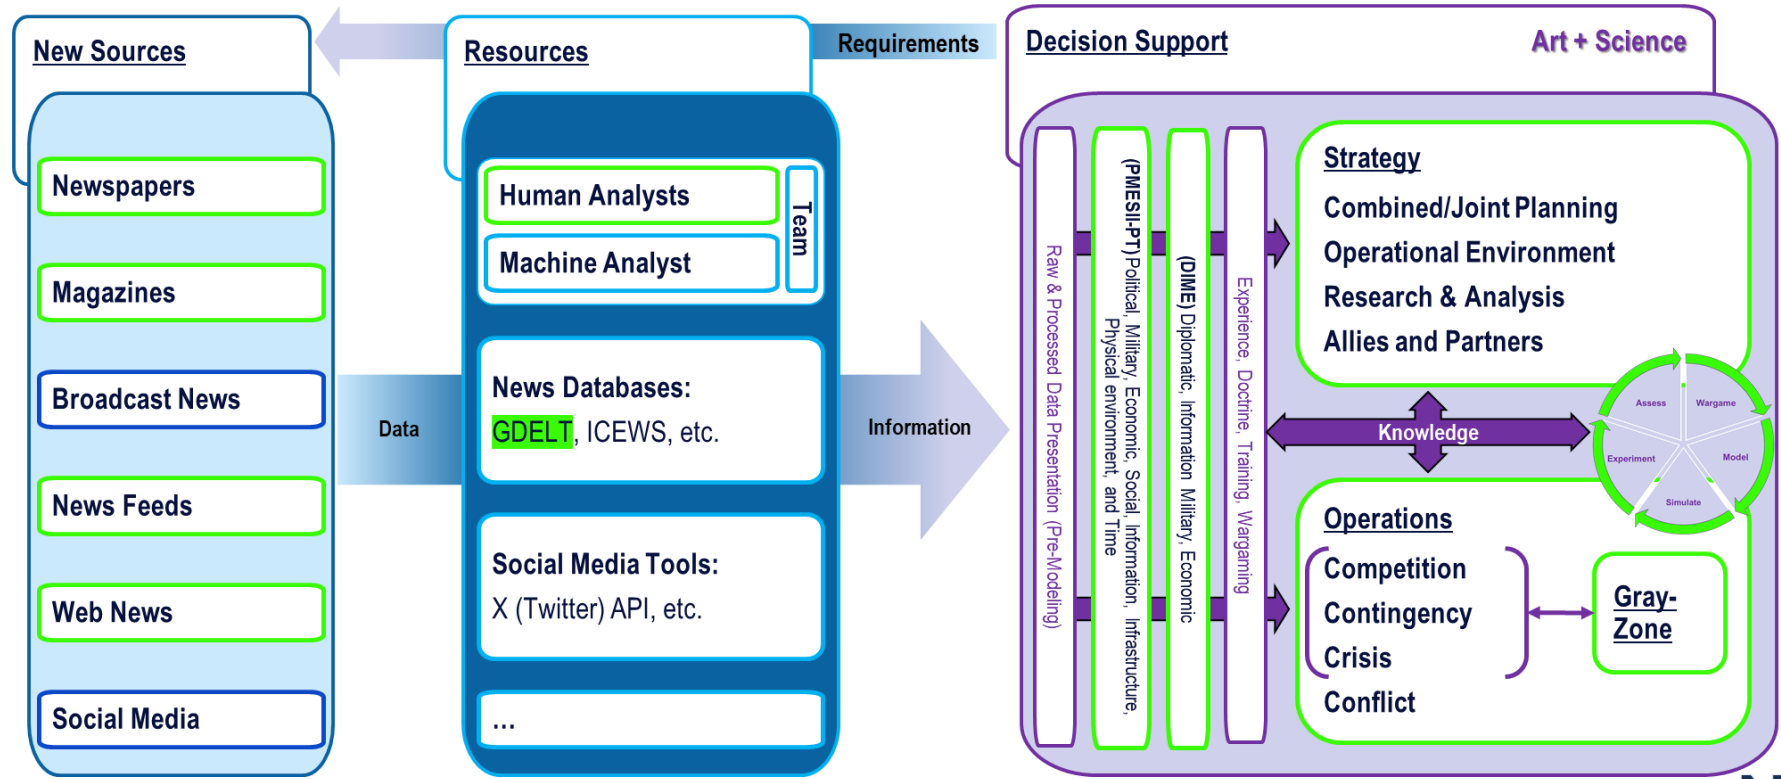 New Sources
Newspapers
Magazines
Broadcast News
News Feeds
Web News
Social Media
Data
Requirements
Resources
Human Analysts
Machine Analyst
Team
News Databases:
GDELT, ICEWS, etc.
Social Media Tools:
X (Twitter) API, etc.
...
Information
Decision Support
Art + Science
Raw & Processed Data Presentation (Pre-Modeling)
(PMESII-PT) Political, Military, Economic, Social, Information, Infrastructure,
Physical environment, and Time
(DIME) Diplomatic, Information Military, Economic
Experience, Doctrine, Training, Wargaming
Strategy
Combined/Joint Planning
Operational Environment
Research & Analysis
Allies and Partners
Knowledge
Assess
Wargame
Experiment
Model
Simulate
Operations
Competition
Contingency
Crisis
Conflict
Gray-
Zone